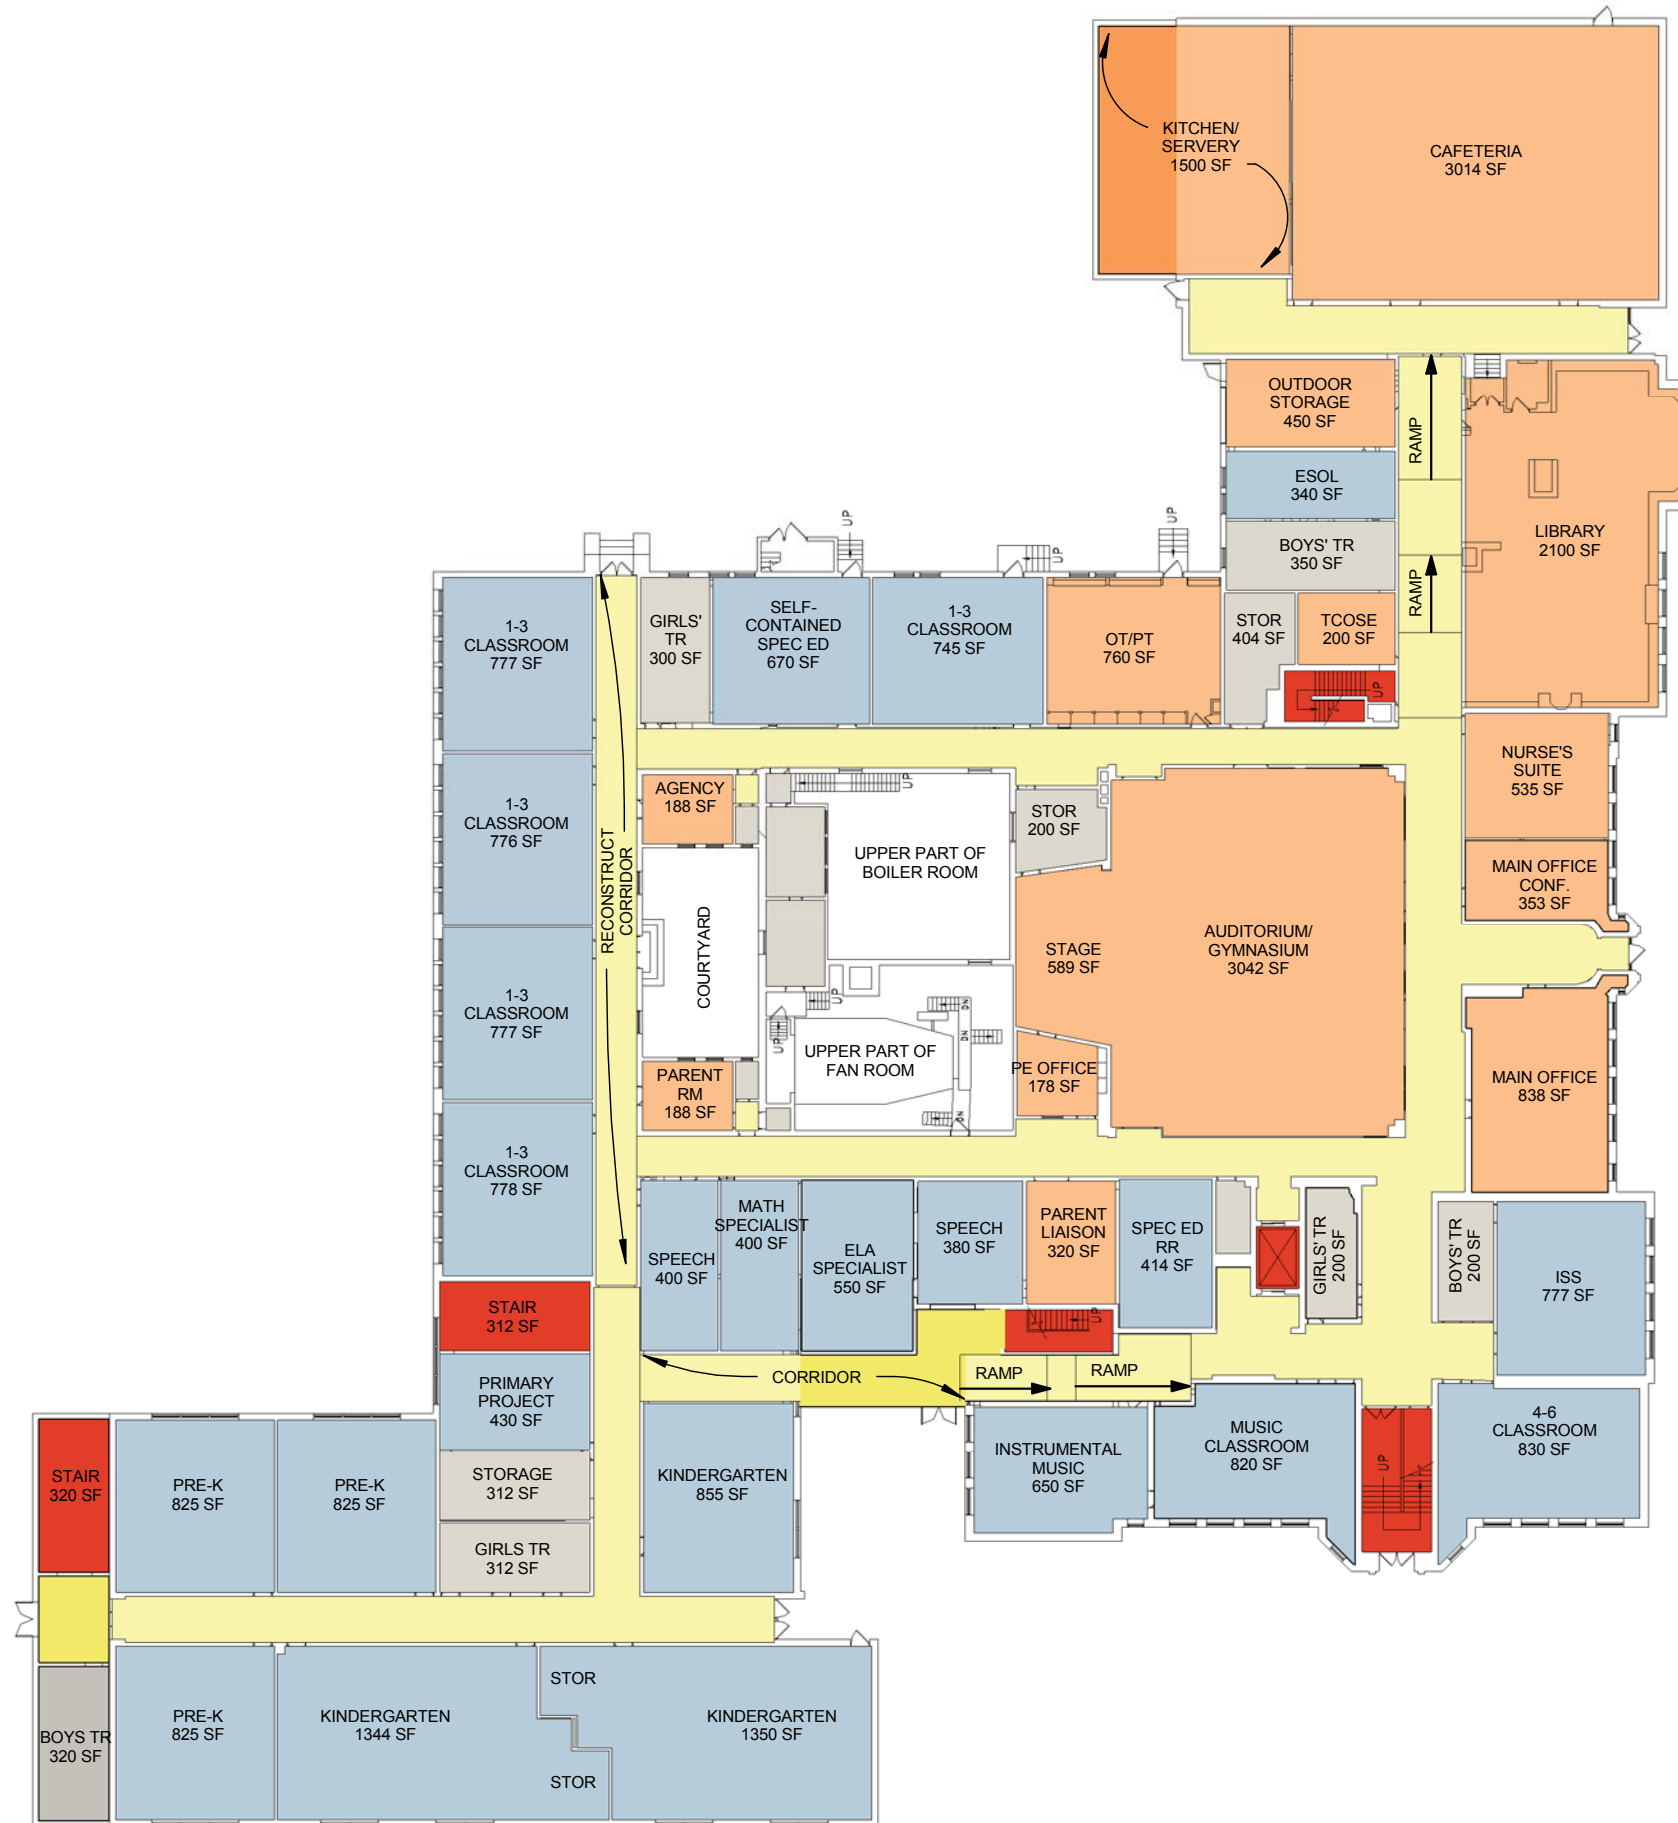 KITCHEN/
SERVERY
1500 SF
CAFETERIA
3014 SF
OUTDOOR
STORAGE
450 SF
RAMP
ESOL
340 SF
LIBRARY
2100 SF
BOYS' TR
350 SF
RAMP
UP
UP
UP
1-3
CLASSROOM
777 SF
GIRLS'
TR
300 SF
SELF-
CONTAINED
SPEC ED
670 SF
1-3
CLASSROOM
745 SF
OT/PT
760 SF
STOR
404 SF
TCOSE
200 SF
UP
NURSE'S
SUITE
535 SF
1-3
CLASSROOM
776 SF
RECONSTRUCT
CORRIDOR
AGENCY
188 SF
UP
UPPER PART OF
BOILER ROOM
STOR
200 SF
MAIN OFFICE
CONF.
353 SF
COURTYARD
STAGE
589 SF
AUDITORIUM/
GYMNASIUM
3042 SF
1-3
CLASSROOM
777 SF
UP
UP
DN
DN
DN
UPPER PART OF
FAN ROOM
PARENT
RM
188 SF
PE OFFICE
178 SF
MAIN OFFICE
838 SF
1-3
CLASSROOM
778 SF
SPEECH
400 SF
MATH
SPECIALIST
400 SF
ELA
SPECIALIST
550 SF
SPEECH
380 SF
PARENT
LIAISON
320 SF
SPEC ED
RR
414 SF
GIRLS' TR
200 SF
BOYS' TR
200 SF
ISS
777 SF
STAIR
312 SF
UP
PRIMARY
PROJECT
430 SF
CORRIDOR
RAMP
RAMP
STORAGE
312 SF
GIRLS TR
312 SF
KINDERGARTEN
855 SF
INSTRUMENTAL
MUSIC
650 SF
MUSIC
CLASSROOM
820 SF
UP
4-6
CLASSROOM
830 SF
STAIR
320 SF
PRE-K
825 SF
PRE-K
825 SF
BOYS TR
320 SF
PRE-K
825 SF
KINDERGARTEN
1344 SF
STOR
STOR
KINDERGARTEN
1350 SF